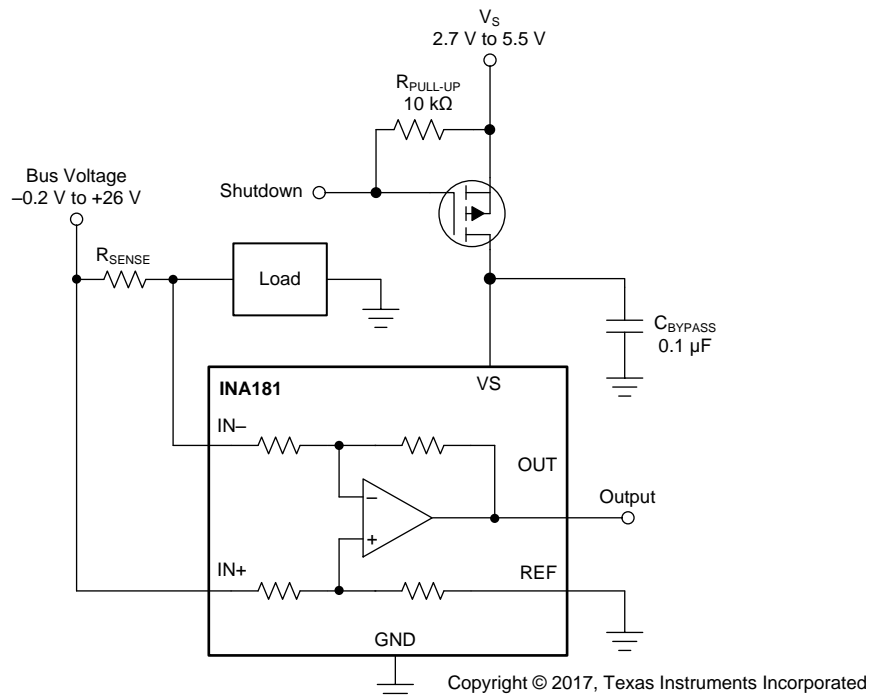 V_S
2.7 V to 5.5 V
R_PULL-UP
10 kΩ
Bus Voltage
–0.2 V to +26 V
Shutdown
R_SENSE
Load
C_BYPASS
0.1 µF
INA181
VS
IN–
OUT
Output
–
+
IN+
REF
GND
Copyright © 2017, Texas Instruments Incorporated